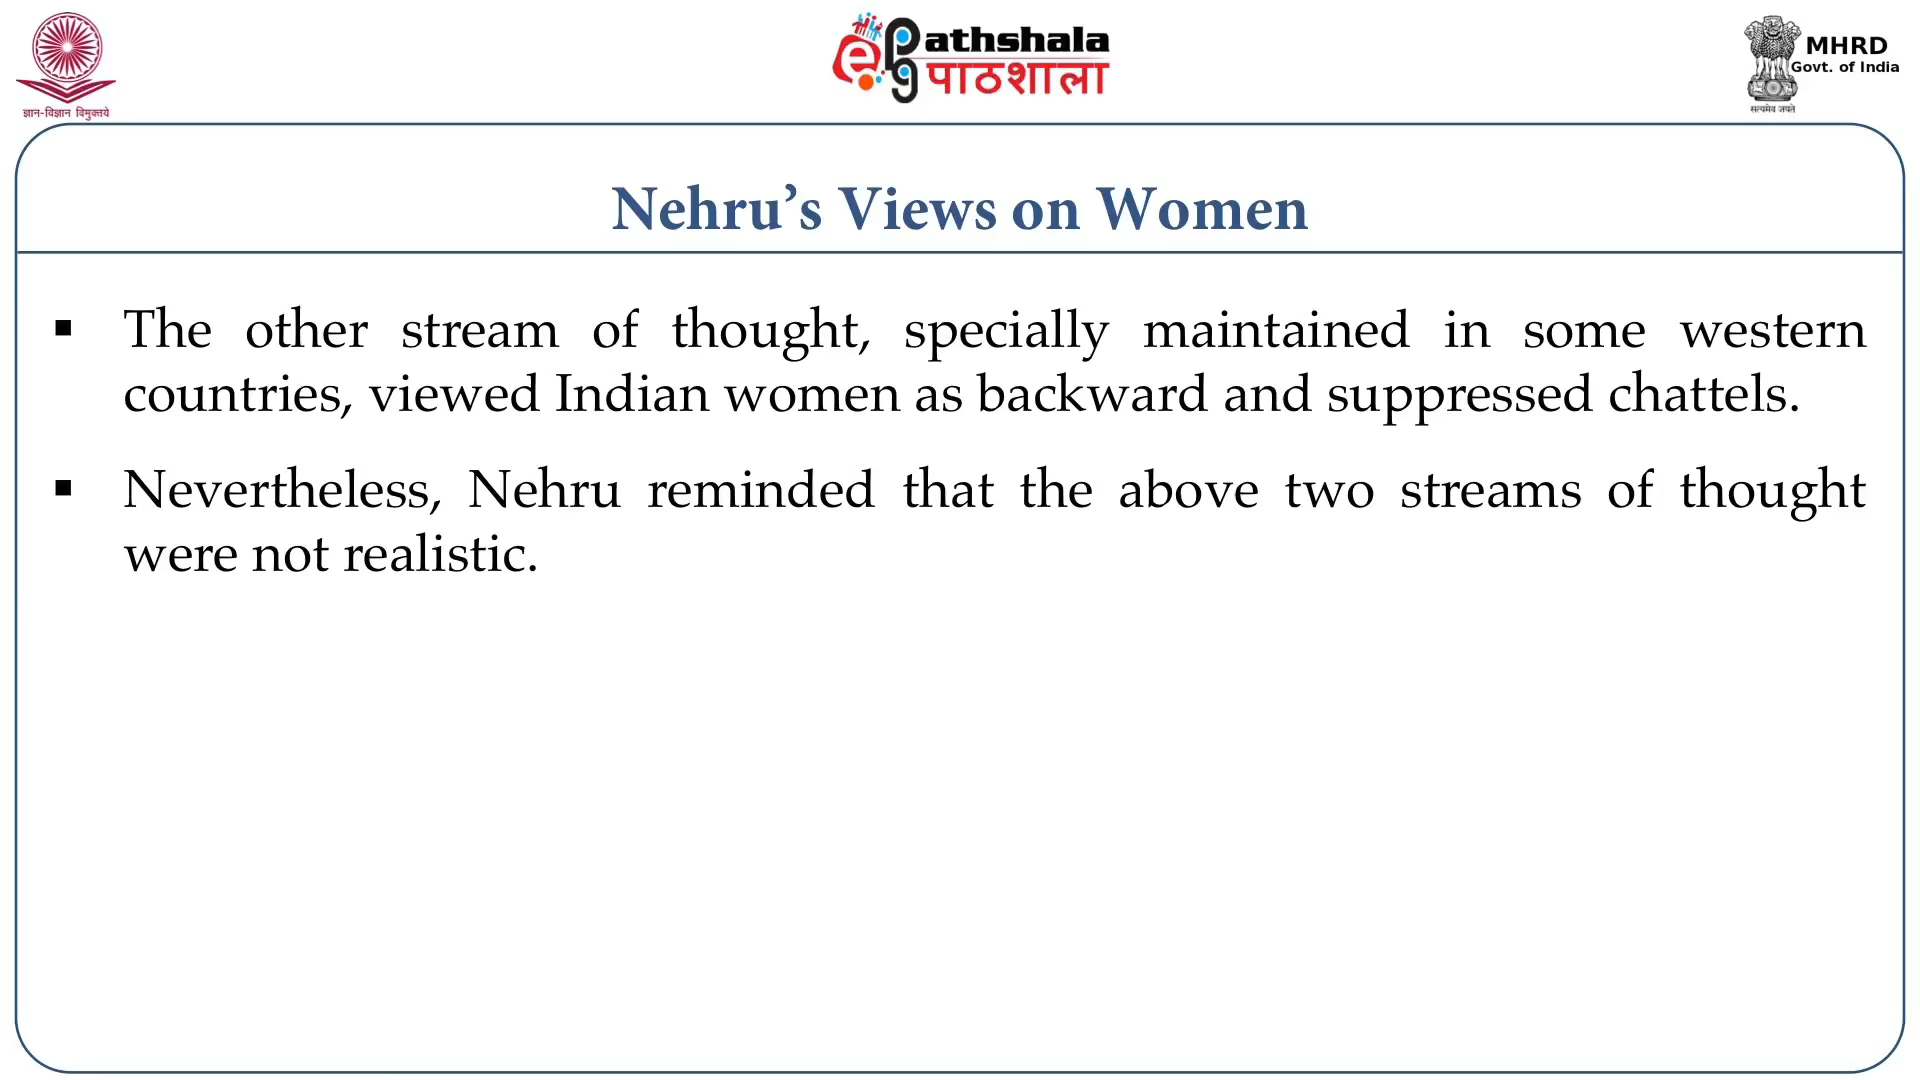 ज्ञान-विज्ञान विमुक्तये
ePG Pathshala
पाठशाला
MHRD
Govt. of India
सत्यमेव जयते
Nehru’s Views on Women
▪ The other stream of thought, specially maintained in some western
countries, viewed Indian women as backward and suppressed chattels.
▪ Nevertheless, Nehru reminded that the above two streams of thought
were not realistic.